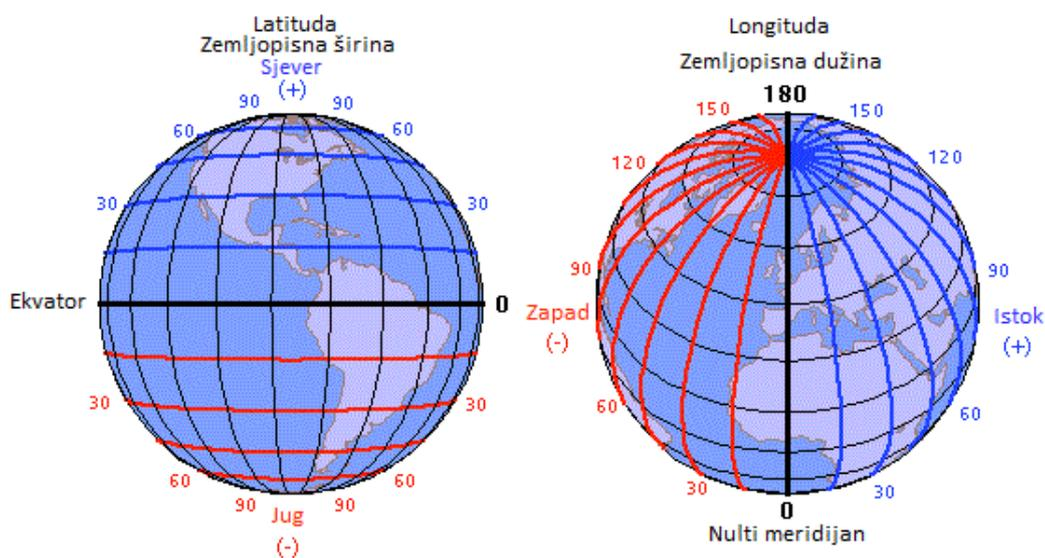 Latituda
Zemljopisna širina
Sjever
(+)
90 90
60 60
30 30
Ekvator 0
30 30
60 60
90 90
Jug
(-)
Longituda
Zemljopisna dužina
180
150 150
120 120
90 90
Zapad Istok
(-) (+)
60 60
30 30
0
Nulti meridijan